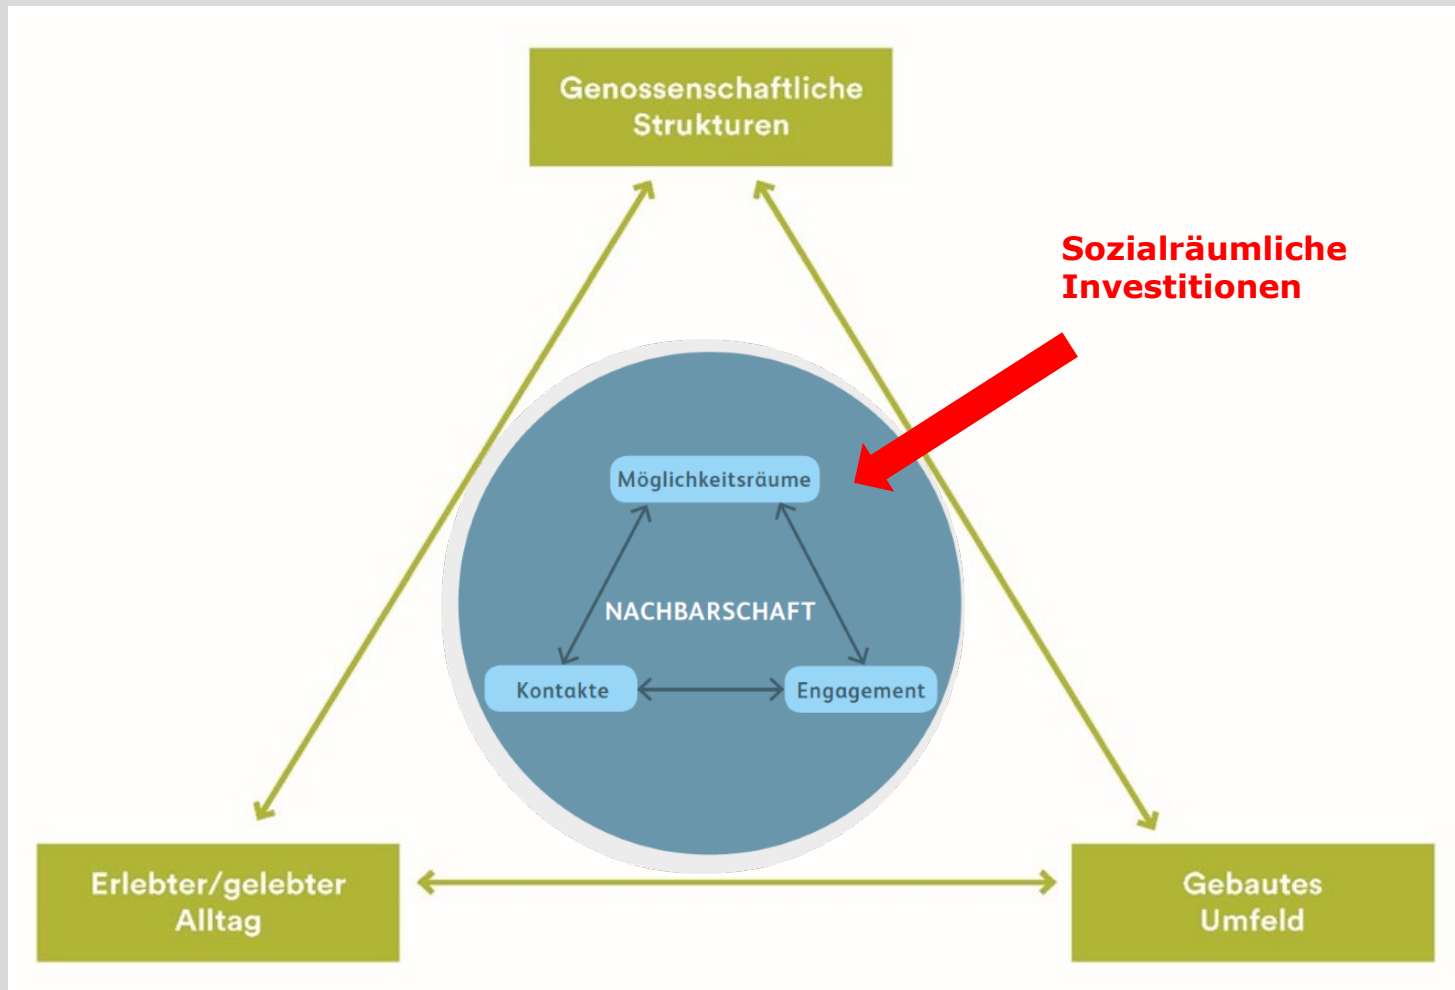 Genossenschaftliche
Strukturen
Sozialräumliche
Investitionen
Möglichkeitsräume
NACHBARSCHAFT
Kontakte
Engagement
Erlebter/gelebter
Alltag
Gebautes
Umfeld